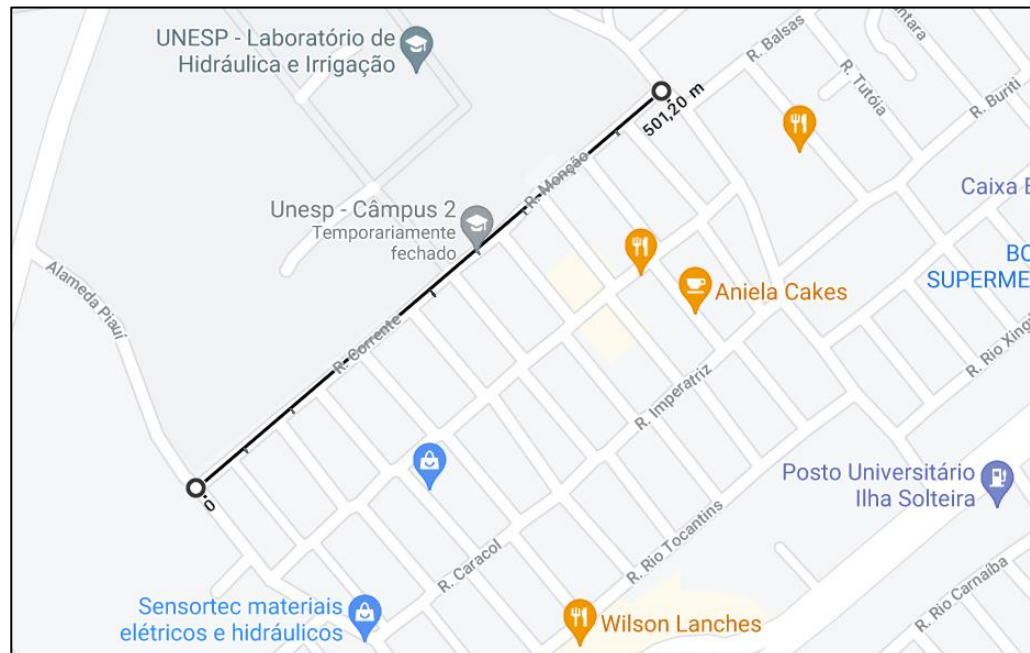 UNESP - Laboratório de
Hidráulica e Irrigação
R. Balsas
R. Tutóia
R. Buriti
501,20 m
R. Monção
Caixa E
Unesp - Câmpus 2
Temporariamente
fechado
BO
SUPERME
Alameda Piauí
Aniela Cakes
R. Corrente
R. Rio Xing
R. Imperatriz
Posto Universitário
Ilha Solteira
0
R. Rio Tocantins
R. Caracol
Sensortec materiais
elétricos e hidráulicos
Wilson Lanches
R. Rio Carnaíba